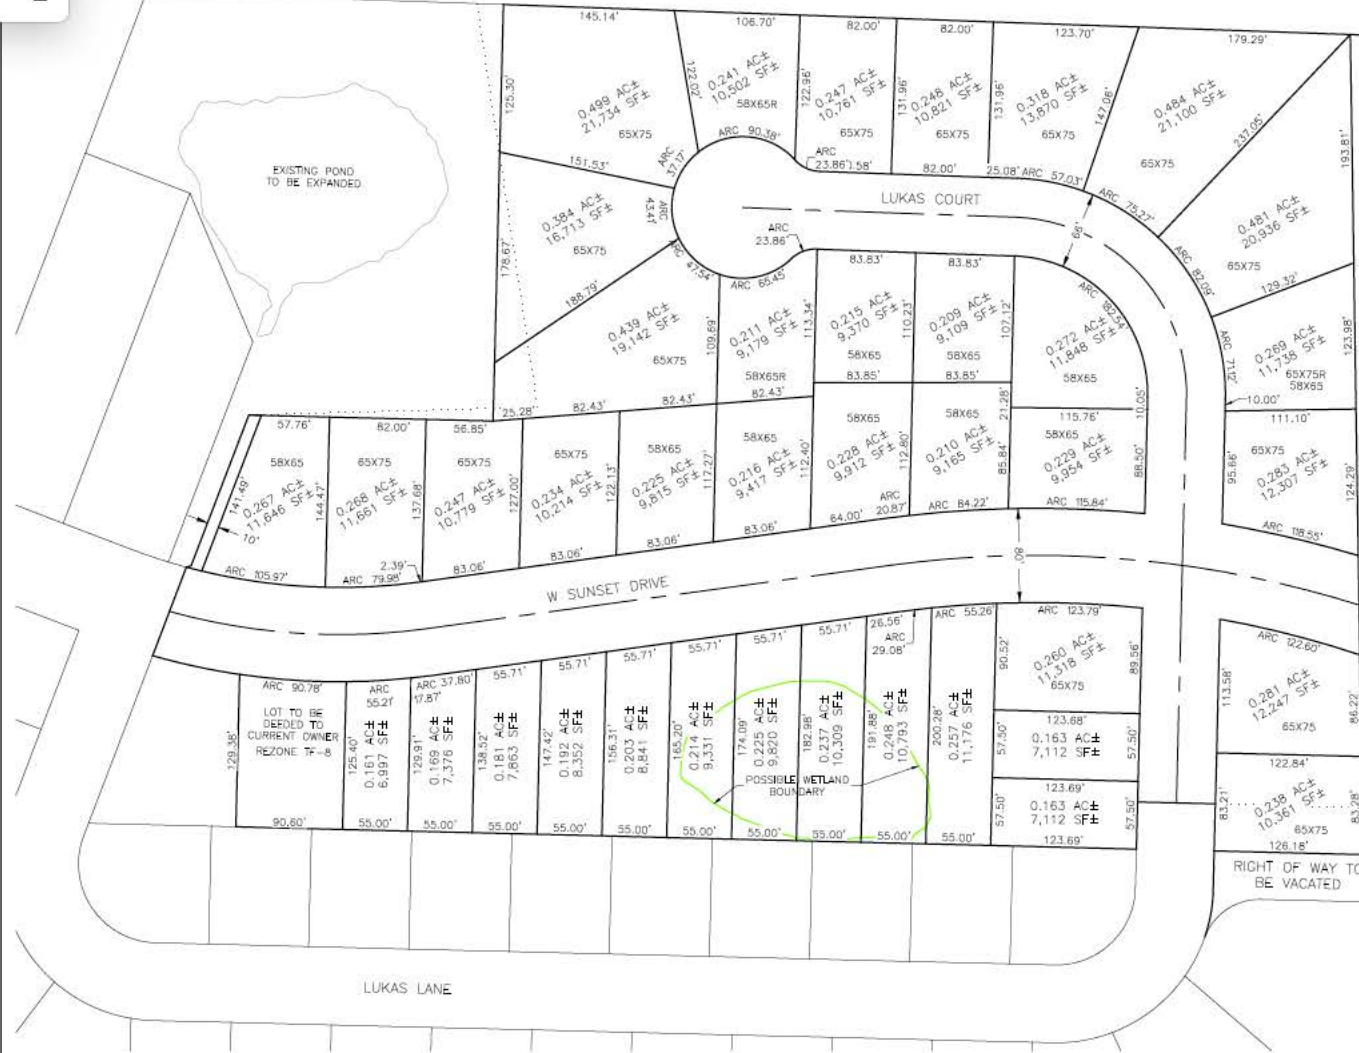 145.14'
106.70'
82.00'
82.00'
123.70'
179.29'
125.30'
0.499 AC±
21,734 SF±
65X75
122.02'
0.241 AC±
10,502 SF±
58X65R
122.96'
0.247 AC±
10,761 SF±
65X75
131.96'
0.248 AC±
10,821 SF±
65X75
131.96'
0.318 AC±
13,870 SF±
65X75
147.06'
0.484 AC±
21,100 SF±
65X75
237.05'
193.81'
EXISTING POND
TO BE EXPANDED
151.53'
ARC
37.17'
ARC 90.38'
ARC
23.86'
1.58'
82.00'
25.08'
ARC 57.03'
ARC 75.27'
LUKAS COURT
66'
0.384 AC±
16,713 SF±
65X75
ARC
43.41'
178.67'
188.79'
ARC 47.54'
ARC 65.45'
ARC
23.86'
83.83'
83.83'
ARC 182.54'
ARC 82.09'
0.481 AC±
20,936 SF±
65X75
129.32'
0.439 AC±
19,142 SF±
65X75
109.69'
0.211 AC±
9,179 SF±
58X65R
113.34'
0.215 AC±
9,370 SF±
58X65
110.23'
0.209 AC±
9,109 SF±
58X65
107.12'
0.272 AC±
11,848 SF±
58X65
ARC 71.12'
0.269 AC±
11,738 SF±
65X75R
58X65
123.98'
10.00'
25.28'
82.43'
82.43'
82.43'
83.85'
83.85'
21.28'
115.76'
10.05'
111.10'
57.76'
82.00'
56.85'
141.49'
58X65
0.267 AC±
11,646 SF±
10'
144.47'
65X75
0.268 AC±
11,661 SF±
137.68'
65X75
0.247 AC±
10,779 SF±
127.00'
65X75
0.234 AC±
10,214 SF±
122.13'
58X65
0.225 AC±
9,815 SF±
117.27'
58X65
0.216 AC±
9,417 SF±
112.40'
58X65
0.228 AC±
9,912 SF±
112.80'
58X65
0.210 AC±
9,165 SF±
85.84'
58X65
0.229 AC±
9,954 SF±
88.50'
95.66'
65X75
0.283 AC±
12,307 SF±
124.29'
ARC 105.97'
ARC 79.98'
2.39'
83.06'
83.06'
83.06'
83.06'
64.00'
ARC
20.87'
ARC 84.22'
ARC 115.84'
ARC 118.55'
W SUNSET DRIVE
80'
ARC 90.78'
ARC
55.21'
ARC 37.80'
17.87'
55.71'
55.71'
55.71'
55.71'
55.71'
55.71'
26.56'
ARC
29.08'
ARC 55.26'
ARC 123.79'
ARC 122.60'
LOT TO BE
DEEDED TO
CURRENT OWNER
REZONE TF-8
129.38'
125.40'
0.161 AC±
6,997 SF±
129.91'
0.169 AC±
7,376 SF±
138.52'
0.181 AC±
7,863 SF±
147.42'
0.192 AC±
8,352 SF±
156.31'
0.203 AC±
8,841 SF±
165.20'
0.214 AC±
9,331 SF±
174.09'
0.225 AC±
9,820 SF±
182.98'
0.237 AC±
10,309 SF±
191.88'
0.248 AC±
10,793 SF±
200.28'
0.257 AC±
11,176 SF±
POSSIBLE WETLAND
BOUNDARY
90.52'
0.260 AC±
11,318 SF±
65X75
89.56'
123.68'
57.50'
0.163 AC±
7,112 SF±
57.50'
123.69'
57.50'
0.163 AC±
7,112 SF±
57.50'
123.69'
113.58'
0.281 AC±
12,247 SF±
65X75
86.22'
122.84'
83.21'
0.238 AC±
10,361 SF±
65X75
83.28'
126.18'
90.60'
55.00'
55.00'
55.00'
55.00'
55.00'
55.00'
55.00'
55.00'
55.00'
55.00'
RIGHT OF WAY TO
BE VACATED
LUKAS LANE